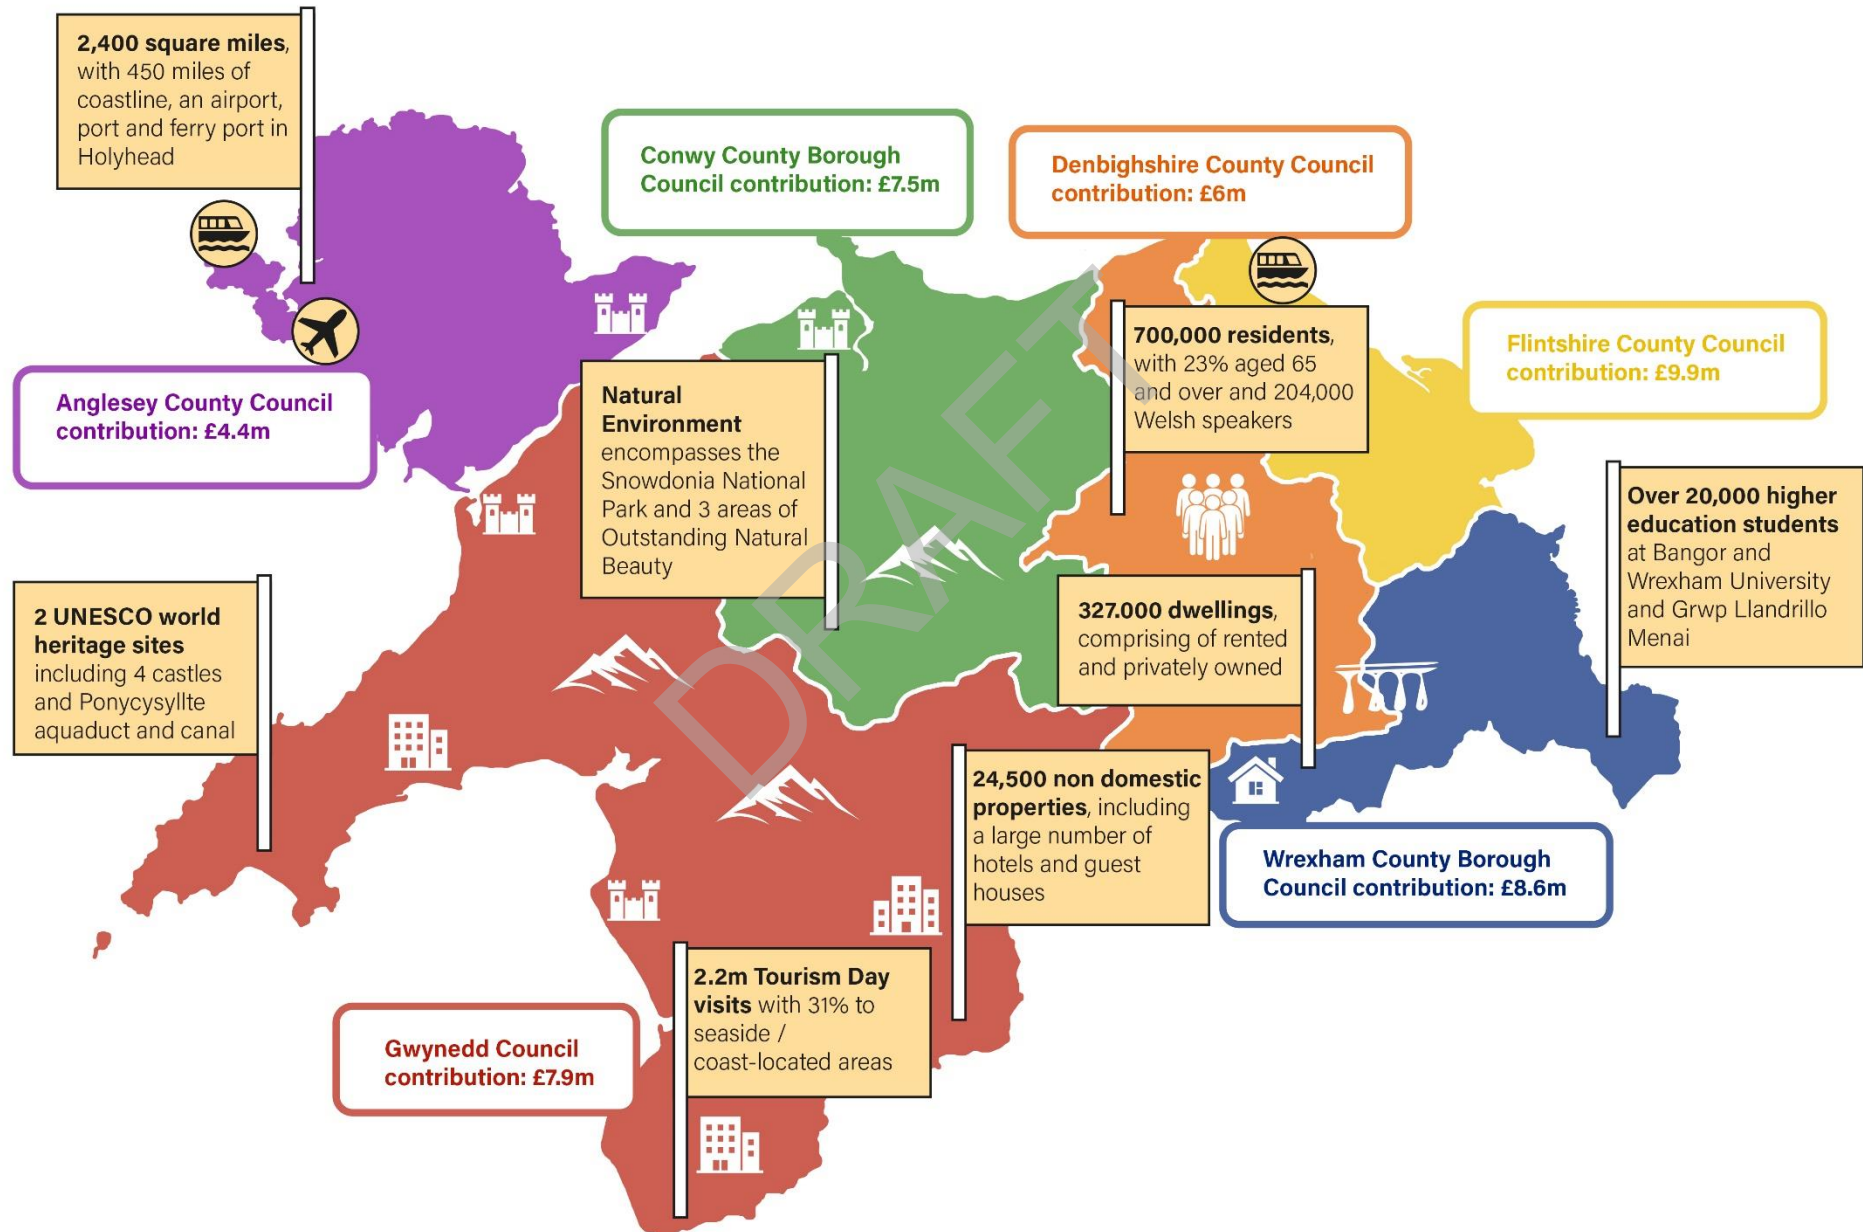 2,400 square miles,
with 450 miles of
coastline, an airport,
port and ferry port in
Holyhead
Conwy County Borough
Council contribution: £7.5m
Denbighshire County Council
contribution: £6m
700,000 residents,
with 23% aged 65
and over and 204,000
Welsh speakers
Flintshire County Council
contribution: £9.9m
Anglesey County Council
contribution: £4.4m
Natural
Environment
encompasses the
Snowdonia National
Park and 3 areas of
Outstanding Natural
Beauty
Over 20,000 higher
education students
at Bangor and
Wrexham University
and Grwp Llandrillo
Menai
2 UNESCO world
heritage sites
including 4 castles
and Ponycysyllte
aquaduct and canal
327.000 dwellings,
comprising of rented
and privately owned
24,500 non domestic
properties, including
a large number of
hotels and guest
houses
Wrexham County Borough
Council contribution: £8.6m
2.2m Tourism Day
visits with 31% to
seaside /
coast-located areas
Gwynedd Council
contribution: £7.9m
DRAFT